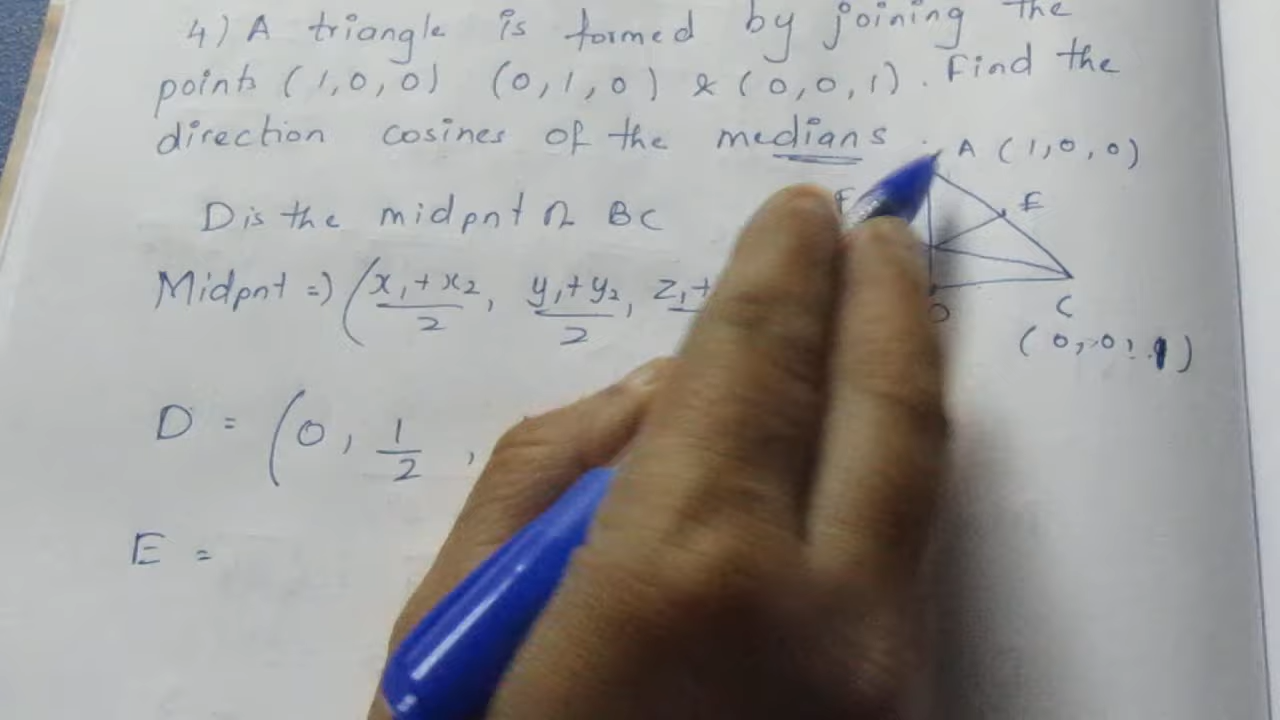 4) A triangle is formed by joining the
points (1,0,0) (0,1,0) & (0,0,1). Find the
direction cosines of the medians.
A (1,0,0)
E
D is the midpnt of BC
Midpnt => ( x₁ + x₂ / 2, y₁ + y₂ / 2, z₁ +
D
C
(0, 0, 1)
D = ( 0, 1/2 ,
E =